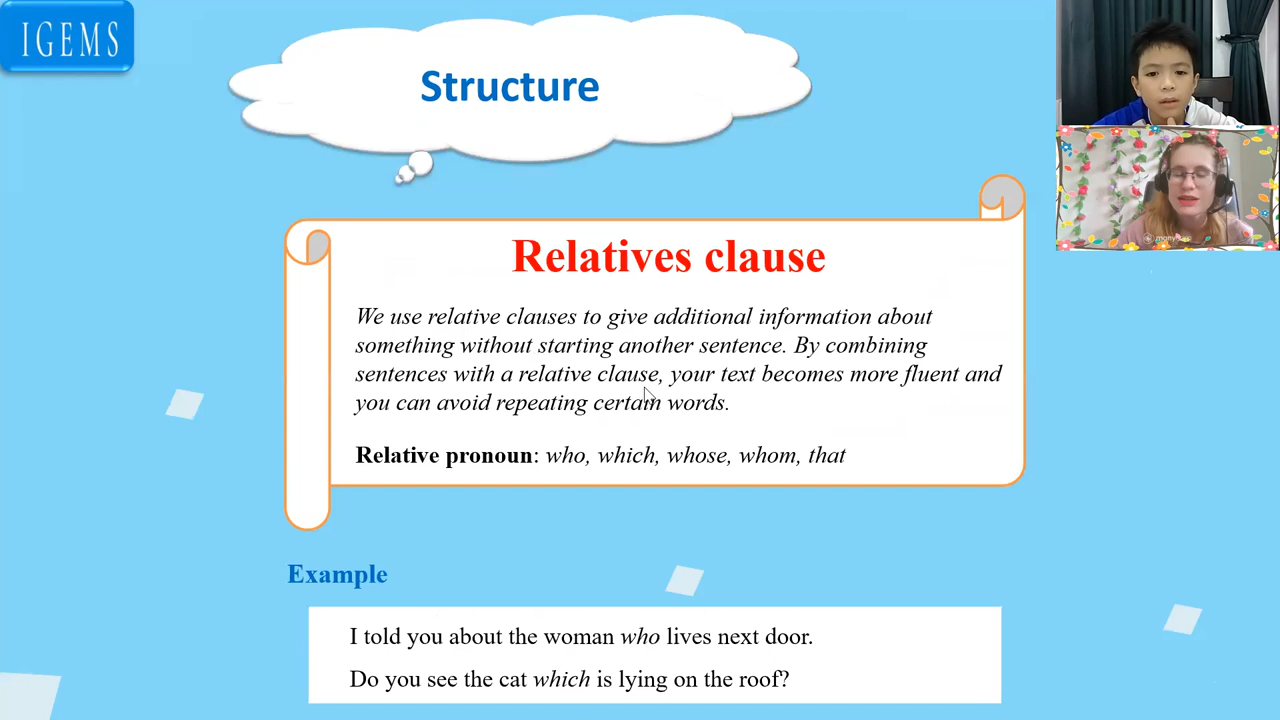 IGEMS
Structure
Relatives clause
We use relative clauses to give additional information about
something without starting another sentence. By combining
sentences with a relative clause, your text becomes more fluent and
you can avoid repeating certain words.
Relative pronoun: who, which, whose, whom, that
Example
I told you about the woman who lives next door.
Do you see the cat which is lying on the roof?